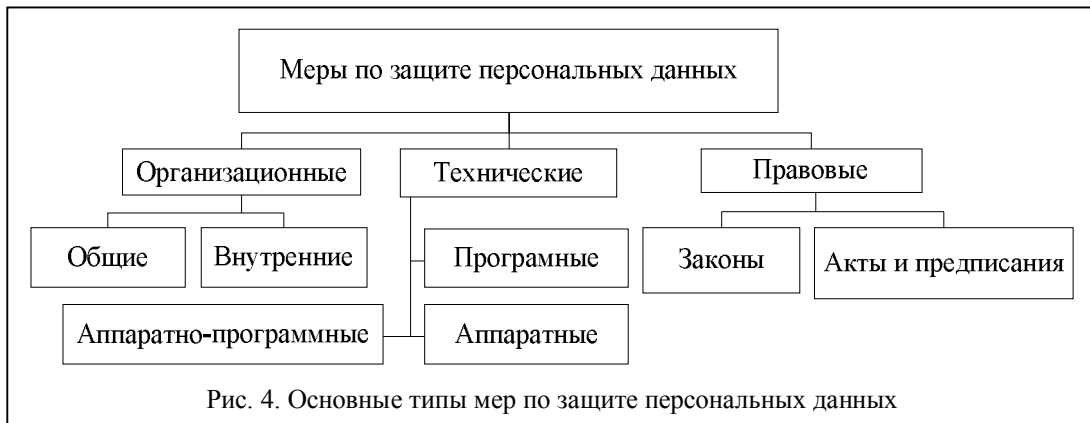 Меры по защите персональных данных
Организационные
Технические
Правовые
Общие
Внутренние
Програмные
Законы
Акты и предписания
Аппаратно-программные
Аппаратные
Рис. 4. Основные типы мер по защите персональных данных